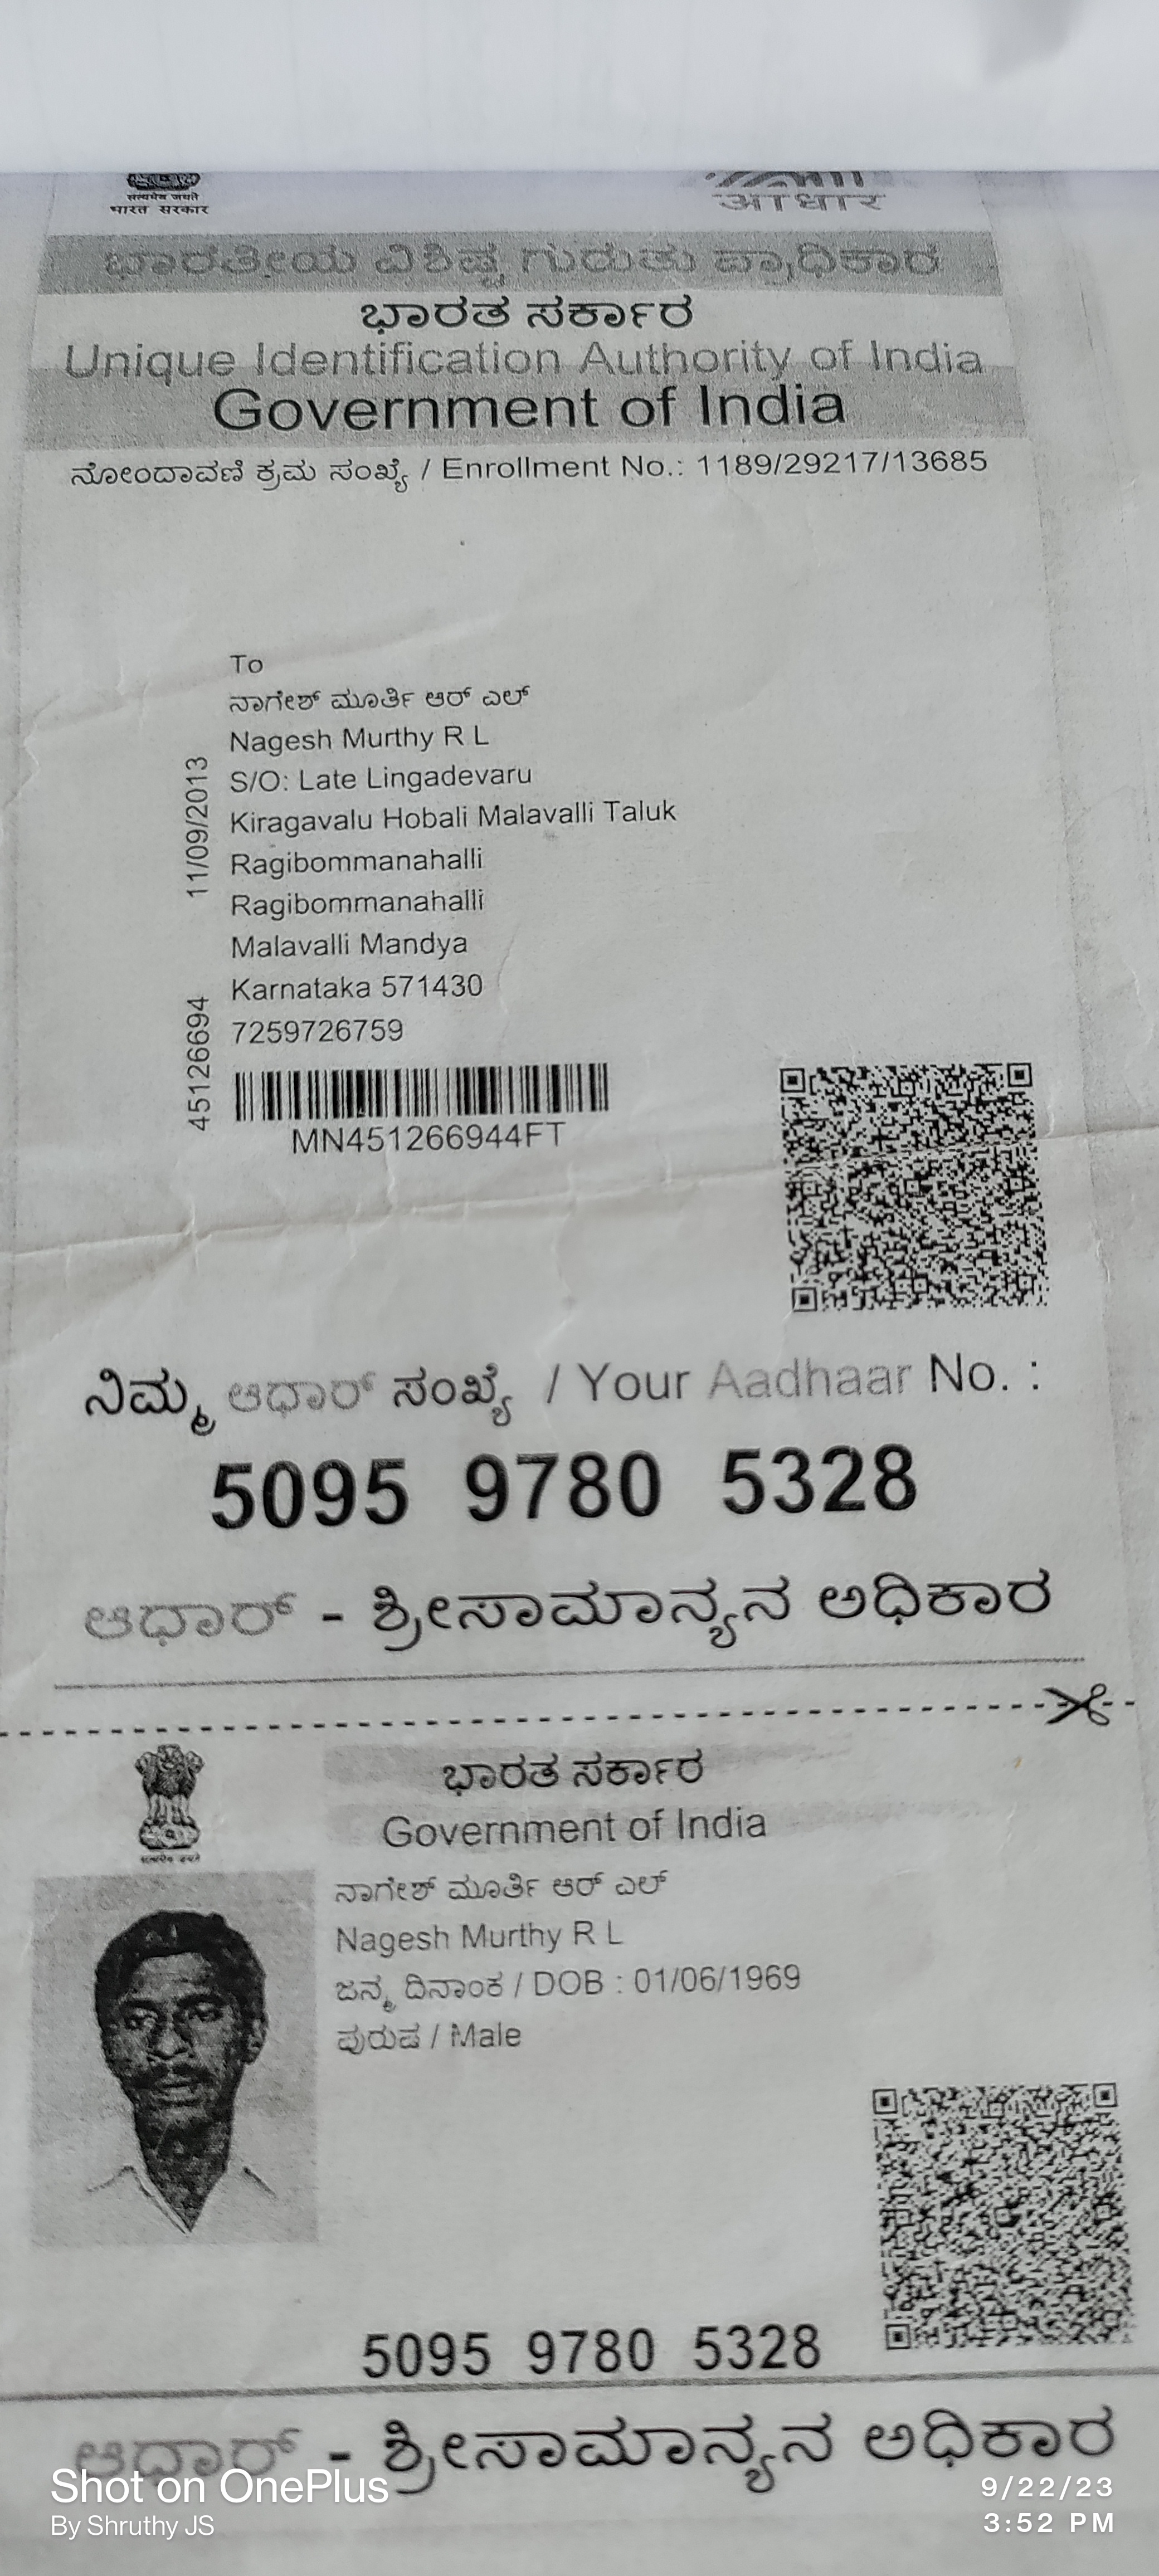 सत्यमेव जयते
भारत सरकार
आधार
ಭಾರತೀಯ ವಿಶಿಷ್ಟ ಗುರುತು ಪ್ರಾಧಿಕಾರ
ಭಾರತ ಸರ್ಕಾರ
Unique Identification Authority of India
Government of India
ನೋಂದಾವಣೆ ಕ್ರಮ ಸಂಖ್ಯೆ / Enrollment No.: 1189/29217/13685
To
ನಾಗೇಶ್ ಮೂರ್ತಿ ಆರ್ ಎಲ್
Nagesh Murthy R L
S/O: Late Lingadevaru
Kiragavalu Hobali Malavalli Taluk
Ragibommanahalli
Ragibommanahalli
Malavalli Mandya
Karnataka 571430
7259726759
11/09/2013
45126694
MN451266944FT
ನಿಮ್ಮ ಆಧಾರ್ ಸಂಖ್ಯೆ / Your Aadhaar No. :
5095 9780 5328
ಆಧಾರ್ - ಶ್ರೀಸಾಮಾನ್ಯನ ಅಧಿಕಾರ
ಭಾರತ ಸರ್ಕಾರ
Government of India
ನಾಗೇಶ್ ಮೂರ್ತಿ ಆರ್ ಎಲ್
Nagesh Murthy R L
ಜನ್ಮ ದಿನಾಂಕ / DOB : 01/06/1969
ಪುರುಷ / Male
5095 9780 5328
ಆಧಾರ್ - ಶ್ರೀಸಾಮಾನ್ಯನ ಅಧಿಕಾರ
Shot on OnePlus
By Shruthy JS
9/22/23
3:52 PM